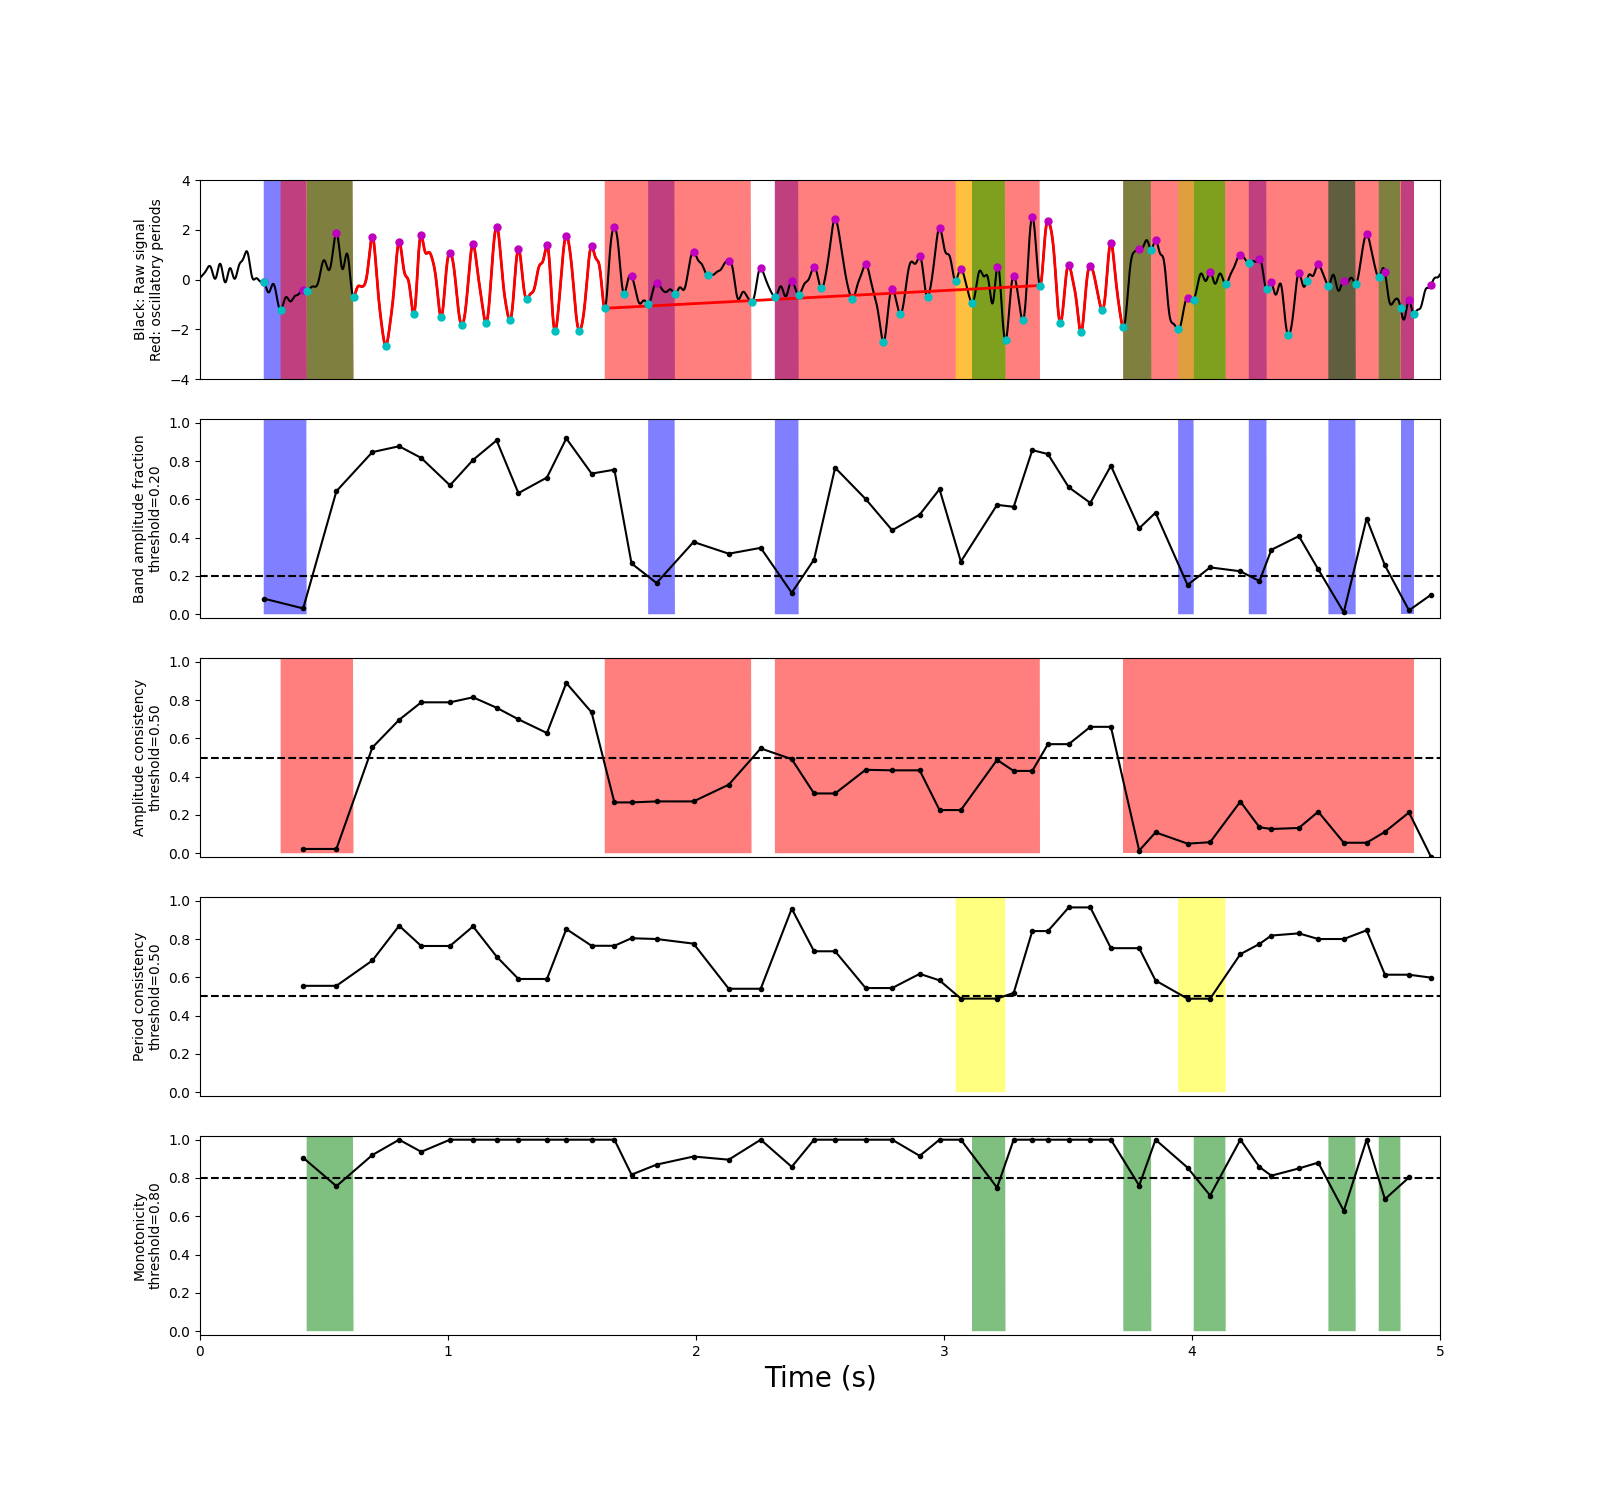 Black: Raw signal
Red: oscillatory periods
4
2
0
−2
−4
Band amplitude fraction
threshold=0.20
1.0
0.8
0.6
0.4
0.2
0.0
Amplitude consistency
threshold=0.50
1.0
0.8
0.6
0.4
0.2
0.0
Period consistency
threshold=0.50
1.0
0.8
0.6
0.4
0.2
0.0
Monotonicity
threshold=0.80
1.0
0.8
0.6
0.4
0.2
0.0
0 1 2 3 4 5
Time (s)